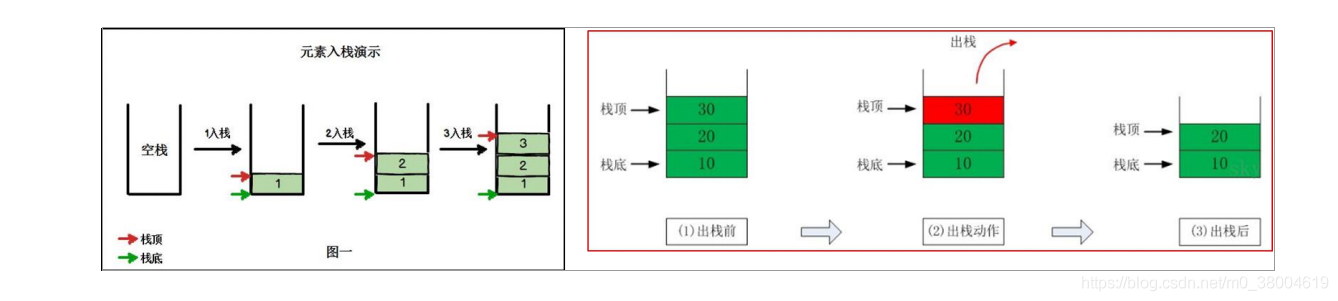 元素入栈演示
空栈
1入栈
1
2入栈
2
1
3入栈
3
2
1
栈顶
栈底
图一
栈顶
栈底
30
20
10
(1)出栈前
出栈
栈顶
栈底
30
20
10
(2)出栈动作
栈顶
栈底
20
10
(3)出栈后
https://blog.csdn.net/m0_38004619